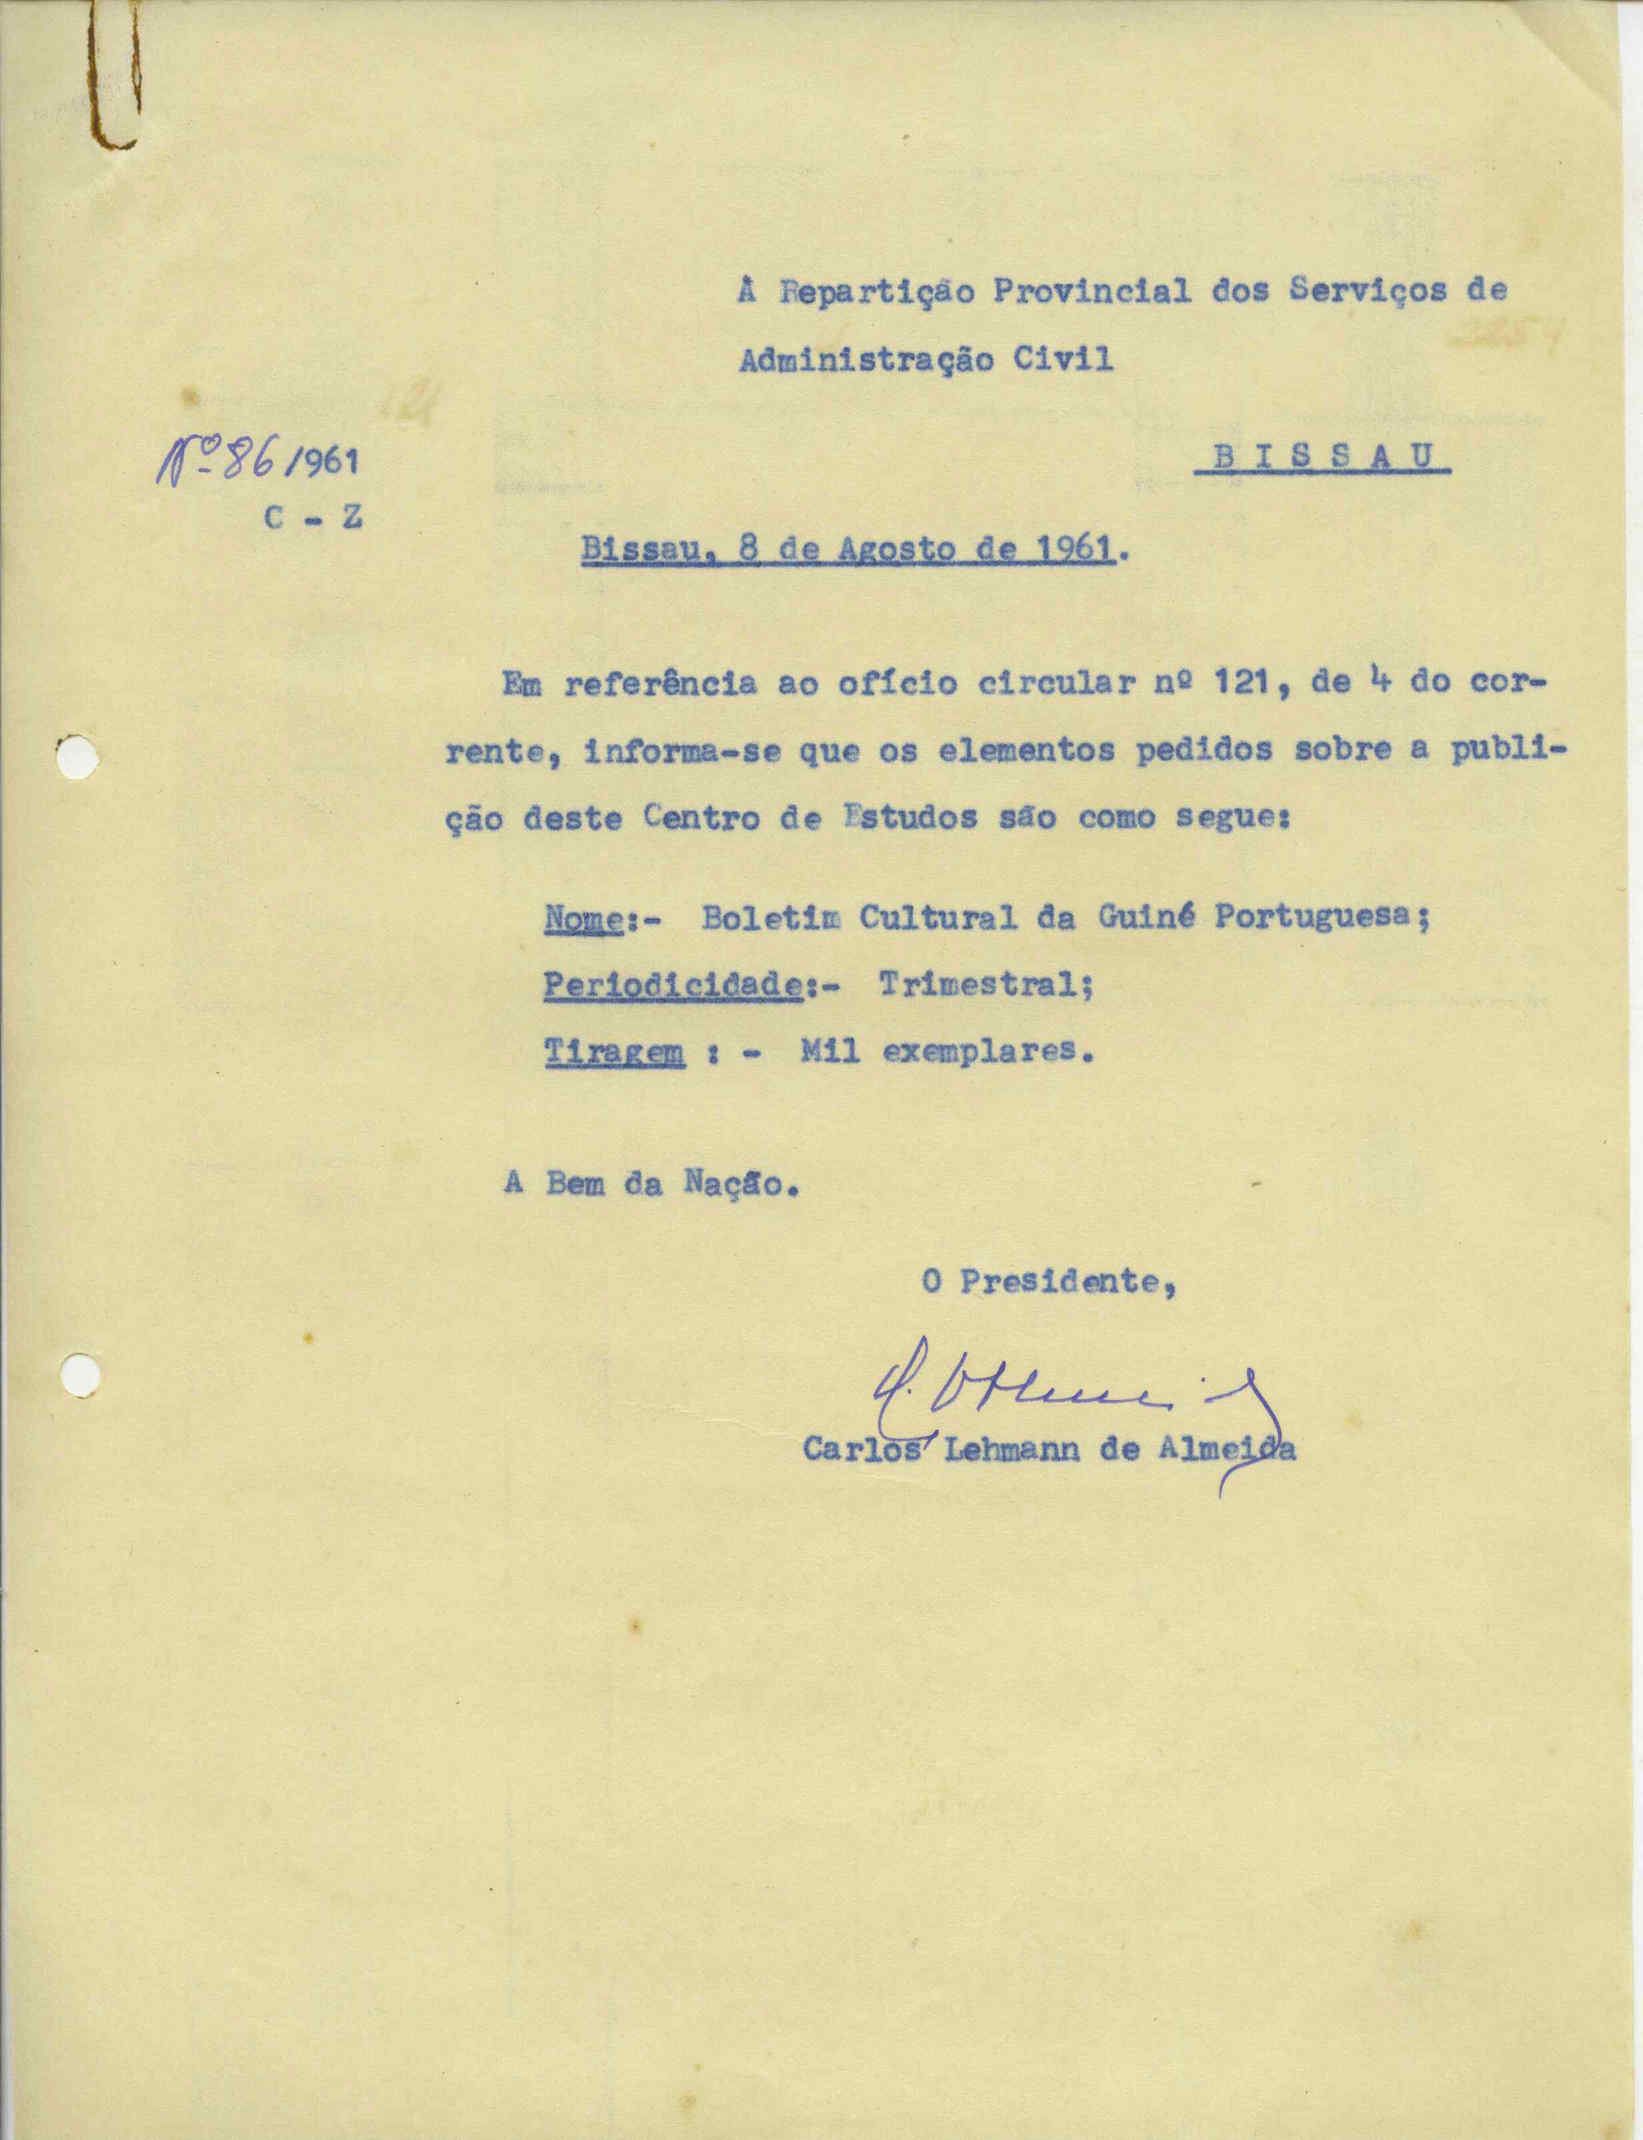 À Repartição Provincial dos Serviços de
Administração Civil
BISSAU
Nº 86/961
C - Z
Bissau, 8 de Agosto de 1961.
Em referência ao ofício circular nº 121, de 4 do cor-
rente, informa-se que os elementos pedidos sobre a publi-
ção deste Centro de Estudos são como segue:
Nome:- Boletim Cultural da Guiné Portuguesa;
Periodicidade:- Trimestral;
Tiragem : - Mil exemplares.
A Bem da Nação.
O Presidente,
Carlos Lehmann de Almeida